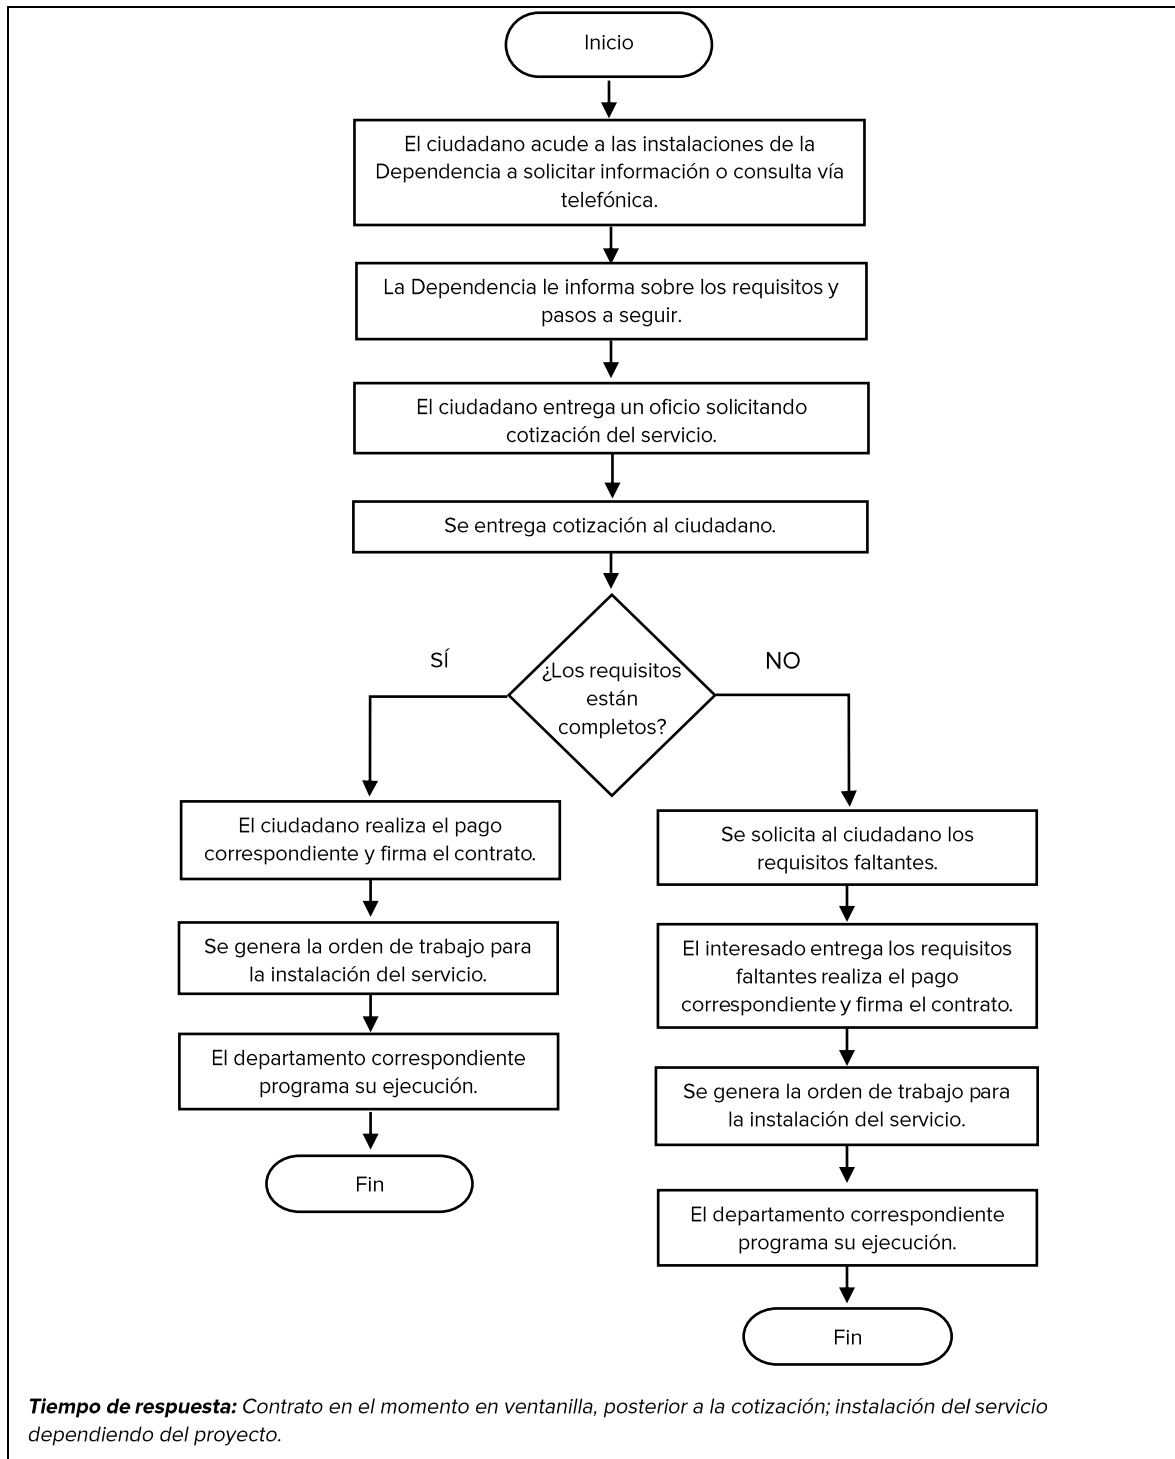 Inicio
El ciudadano acude a las instalaciones de la
Dependencia a solicitar información o consulta vía
telefónica.
La Dependencia le informa sobre los requisitos y
pasos a seguir.
El ciudadano entrega un oficio solicitando
cotización del servicio.
Se entrega cotización al ciudadano.
¿Los requisitos
están
completos?
SÍ
El ciudadano realiza el pago
correspondiente y firma el contrato.
Se genera la orden de trabajo para
la instalación del servicio.
El departamento correspondiente
programa su ejecución.
Fin
NO
Se solicita al ciudadano los
requisitos faltantes.
El interesado entrega los requisitos
faltantes realiza el pago
correspondiente y firma el contrato.
Se genera la orden de trabajo para
la instalación del servicio.
El departamento correspondiente
programa su ejecución.
Fin
Tiempo de respuesta: Contrato en el momento en ventanilla, posterior a la cotización; instalación del servicio
dependiendo del proyecto.